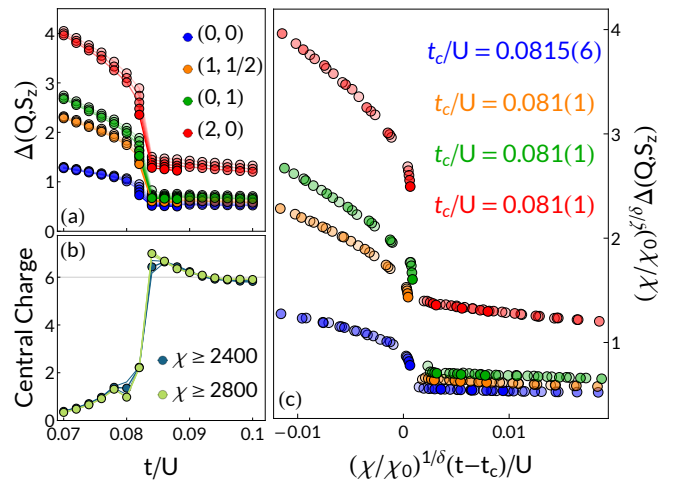 4
3
2
1
0
Δ(Q,S_z)
(0, 0)
(1, 1/2)
(0, 1)
(2, 0)
(a)
(b)
6
4
2
0
Central Charge
χ ≥ 2400
χ ≥ 2800
0.07 0.08 0.09 0.1
t/U
t_c/U = 0.0815(6)
t_c/U = 0.081(1)
t_c/U = 0.081(1)
t_c/U = 0.081(1)
4
3
2
1
(χ/χ₀)^{ζ/δ} Δ(Q,S_z)
(c)
−0.01 0 0.01
(χ/χ₀)^{1/δ}(t−t_c)/U